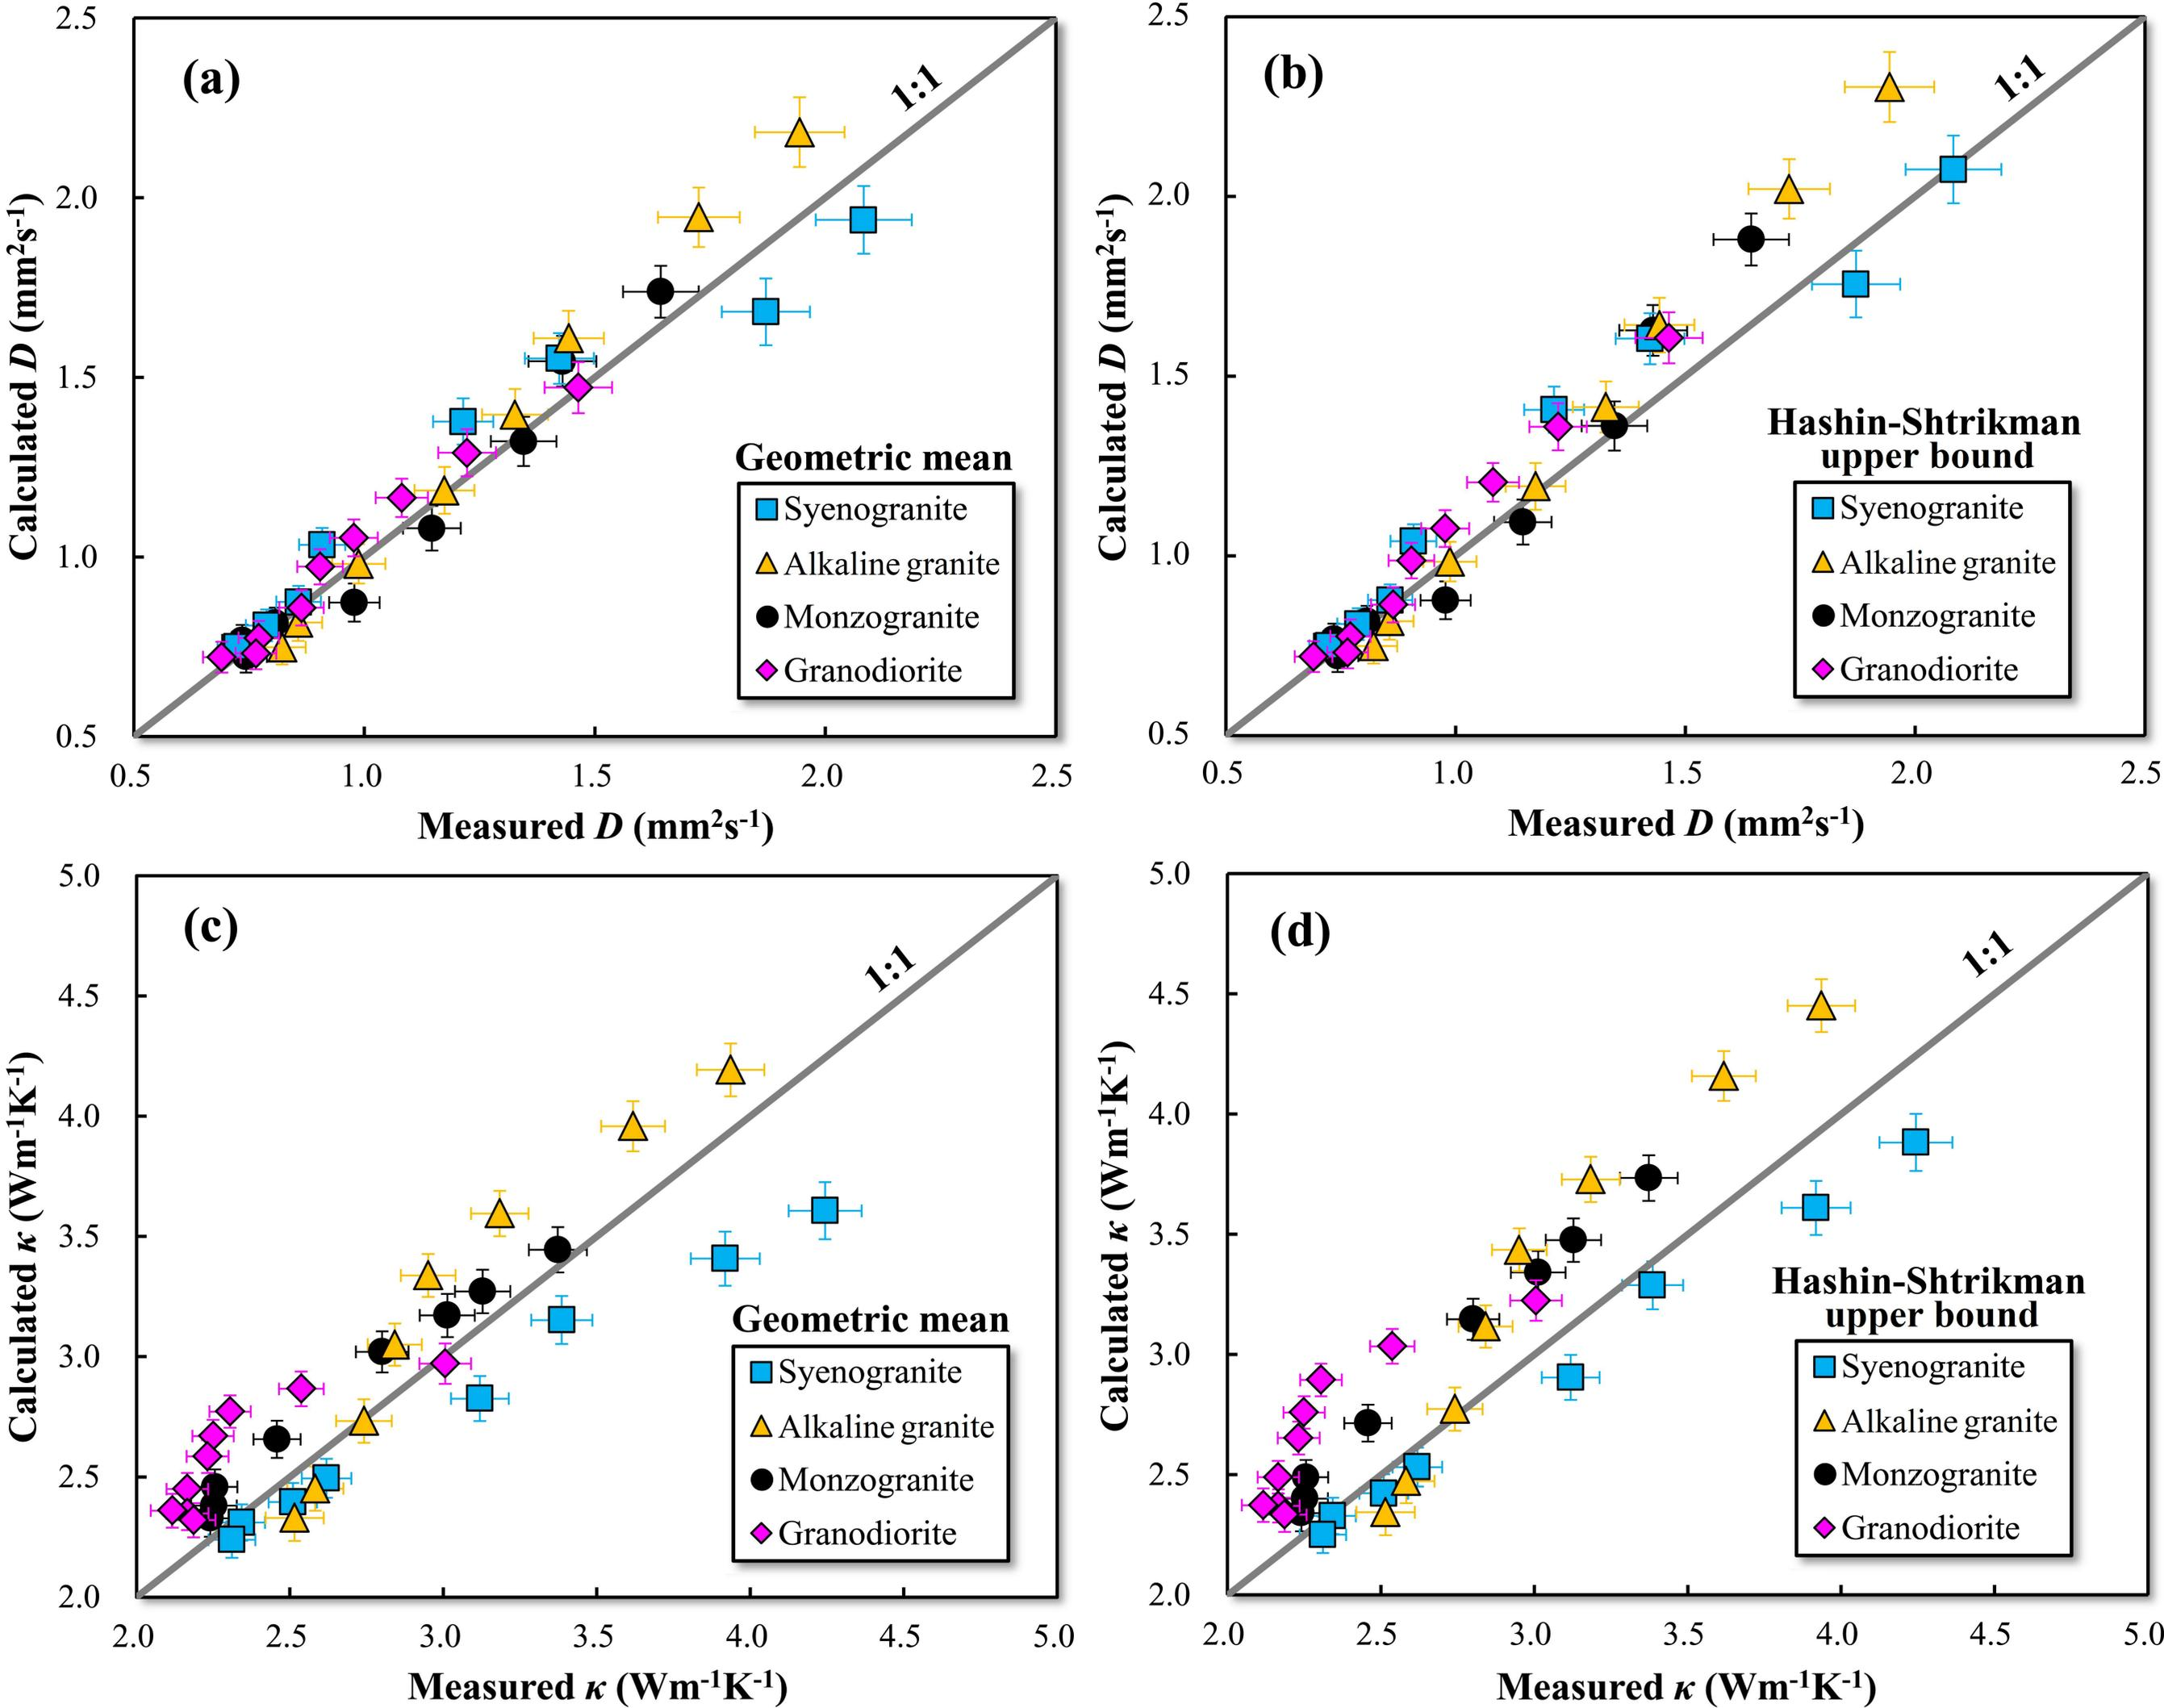 (a)
1:1
2.5
2.0
1.5
1.0
0.5
Calculated D (mm²s⁻¹)
Geometric mean
Syenogranite
Alkaline granite
Monzogranite
Granodiorite
0.5 1.0 1.5 2.0 2.5
Measured D (mm²s⁻¹)
(b)
1:1
2.5
2.0
1.5
1.0
0.5
Calculated D (mm²s⁻¹)
Hashin-Shtrikman
upper bound
Syenogranite
Alkaline granite
Monzogranite
Granodiorite
0.5 1.0 1.5 2.0 2.5
Measured D (mm²s⁻¹)
(c)
1:1
5.0
4.5
4.0
3.5
3.0
2.5
2.0
Calculated κ (Wm⁻¹K⁻¹)
Geometric mean
Syenogranite
Alkaline granite
Monzogranite
Granodiorite
2.0 2.5 3.0 3.5 4.0 4.5 5.0
Measured κ (Wm⁻¹K⁻¹)
(d)
1:1
5.0
4.5
4.0
3.5
3.0
2.5
2.0
Calculated κ (Wm⁻¹K⁻¹)
Hashin-Shtrikman
upper bound
Syenogranite
Alkaline granite
Monzogranite
Granodiorite
2.0 2.5 3.0 3.5 4.0 4.5 5.0
Measured κ (Wm⁻¹K⁻¹)